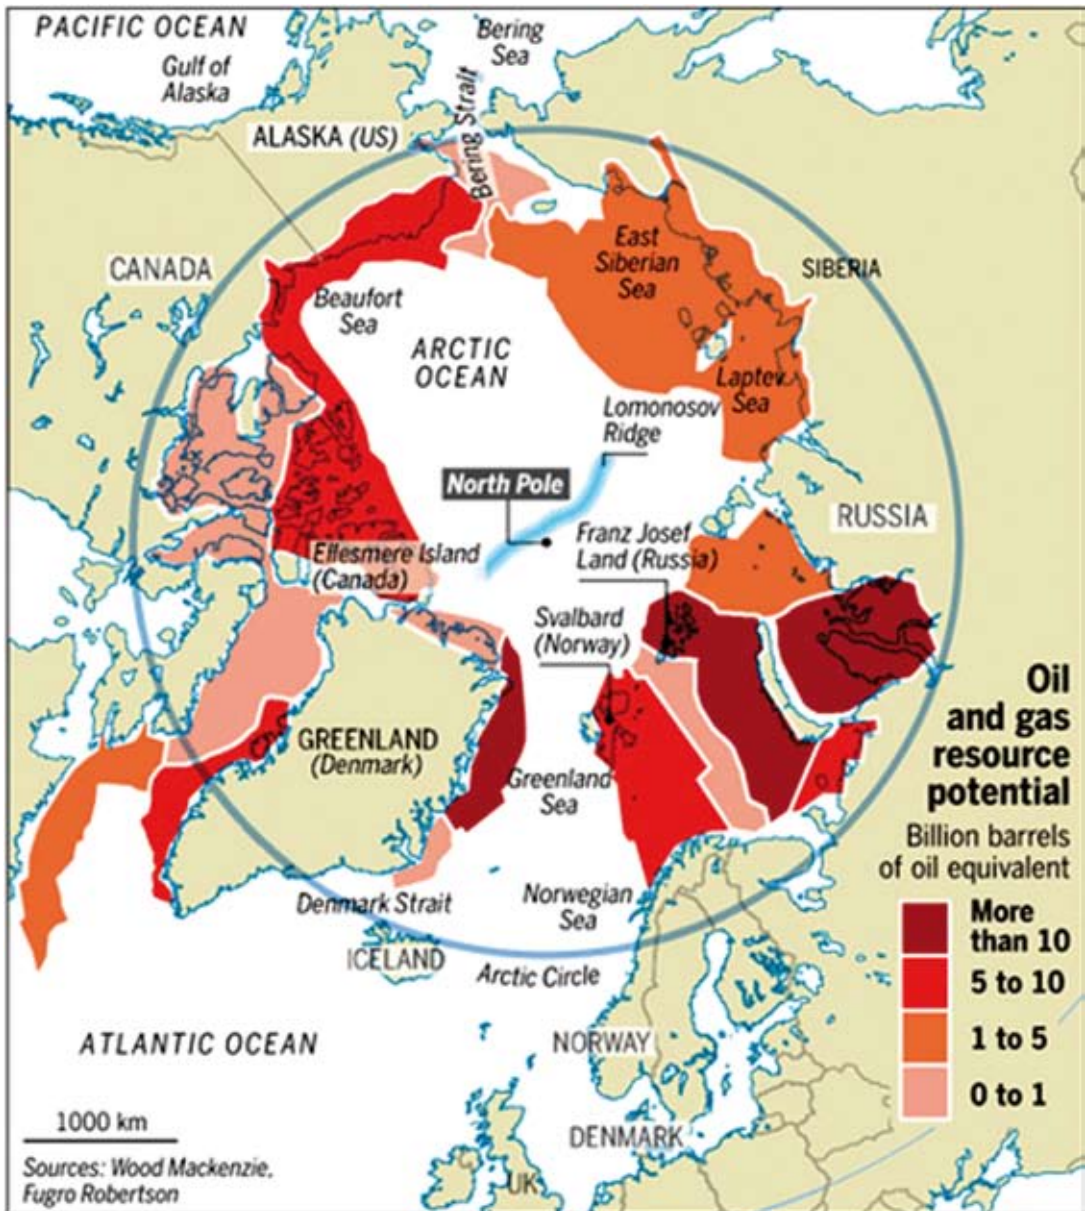 PACIFIC OCEAN
Bering
Sea
Gulf of
Alaska
ALASKA (US)
Bering Strait
East
Siberian
Sea
SIBERIA
CANADA
Beaufort
Sea
ARCTIC
OCEAN
Laptev
Sea
Lomonosov
Ridge
North Pole
RUSSIA
Franz Josef
Land (Russia)
Effesmere Island
(Canada)
Svalbard
(Norway)
GREENLAND
(Denmark)
Greenland
Sea
Denmark Strait
Norwegian
Sea
ICELAND
Arctic Circle
ATLANTIC OCEAN
NORWAY
DENMARK
UK
Oil
and gas
resource
potential
Billion barrels
of oil equivalent
More
than 10
5 to 10
1 to 5
0 to 1
1000 km
Sources: Wood Mackenzie,
Fugro Robertson